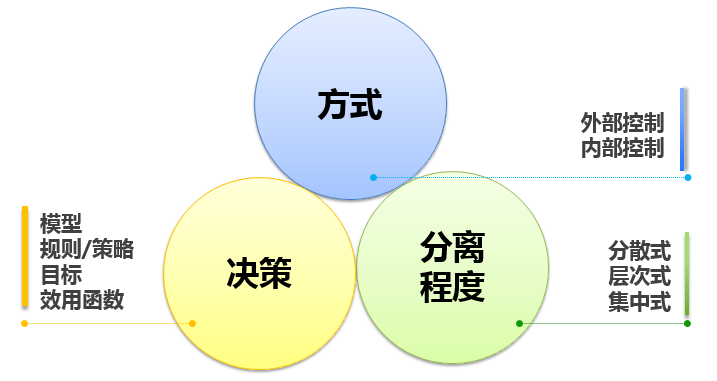 方式
外部控制
内部控制
决策
模型
规则/策略
目标
效用函数
分离
程度
分散式
层次式
集中式